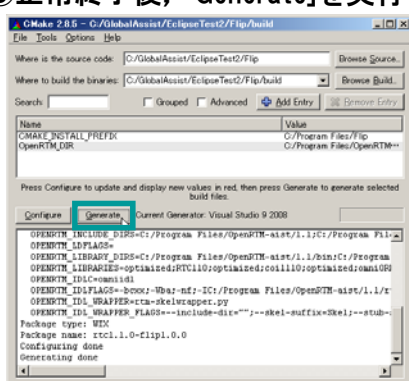 正常終了後, 「Generate」を実行
CMake 2.8.5 - C:/GlobalAssist/EclipseTest2/Flip/build
File Tools Options Help
Where is the source code: C:/GlobalAssist/EclipseTest2/Flip Browse Source..
Where to build the binaries: C:/GlobalAssist/EclipseTest2/Flip/build Browse Build..
Search: Grouped Advanced Add Entry Remove Entry
Name Value
CMAKE_INSTALL_PREFIX C:/Program Files/Flip
OpenRTM_DIR C:/Program Files/OpenRTM…
Press Configure to update and display new values in red, then press Generate to generate selected
build files.
Configure Generate Current Generator: Visual Studio 9 2008
OPENRTM_INCLUDE_DIRS=C:/Program Files/OpenRTM-aist/1.1;C:/Program Fil
OPENRTM_LDFLAGS=
OPENRTM_LIBRARY_DIRS=C:/Program Files/OpenRTM-aist/1.1/bin;C:/Program
OPENRTM_LIBRARIES=optimized;RTC110;optimized;coil110;optimized;omniOR
OPENRTM_IDLC=omniidl
OPENRTM_IDLFLAGS=-bcxx;-Wba;-nf;-IC:/Program Files/OpenRTM-aist/1.1/r
OPENRTM_IDL_WRAPPER=rtm-skelwrapper.py
OPENRTM_IDL_WRAPPER_FLAGS=--include-dir="";--skel-suffix=Skel;--stub-
Package type: WIX
Package name: rtc1.1.0-flip1.0.0
Configuring done
Generating done